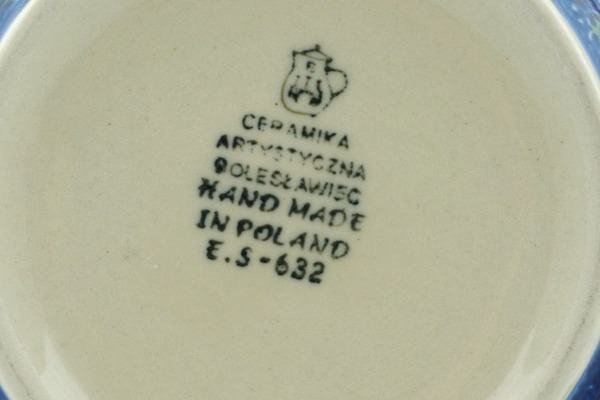 B
CERAMIKA
ARTYSTYCZNA
BOLESŁAWIEC
HAND MADE
IN POLAND
E.S-632